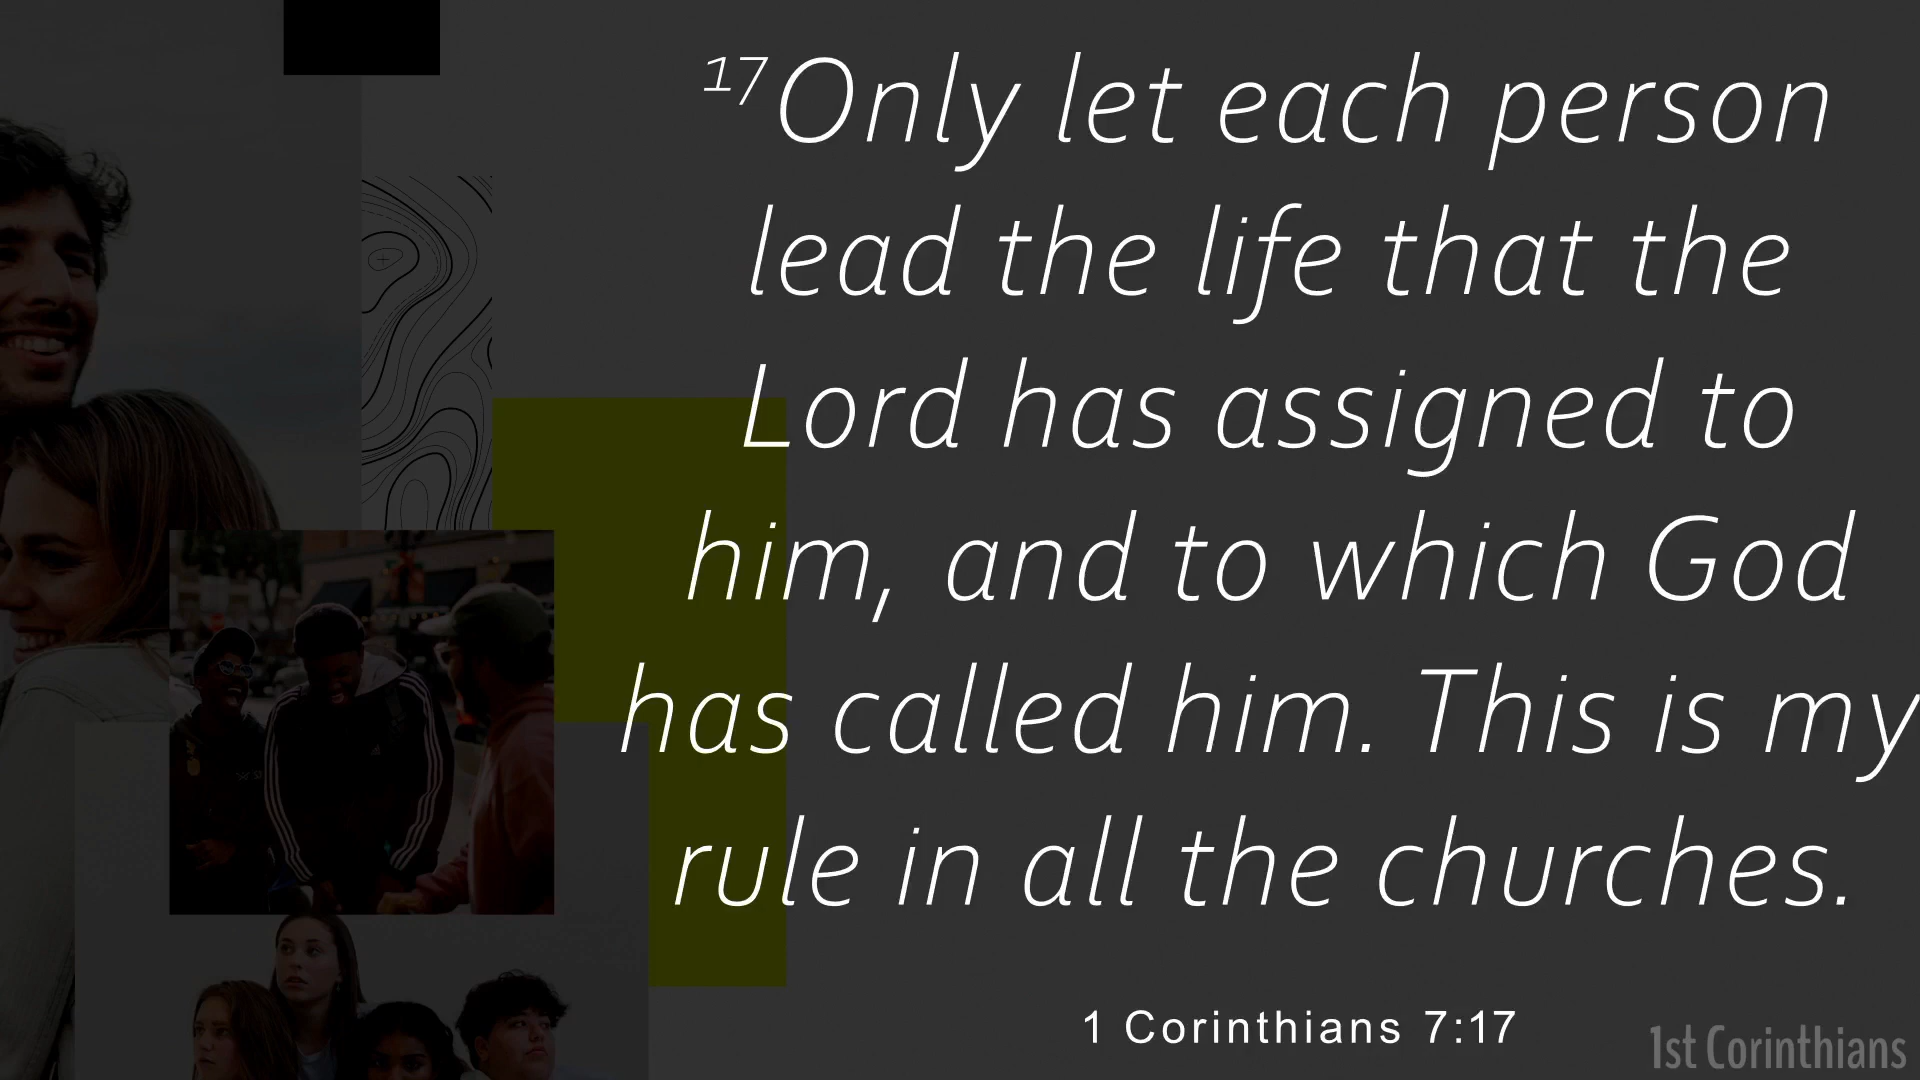 17Only let each person
lead the life that the
Lord has assigned to
him, and to which God
has called him. This is my
rule in all the churches.
1 Corinthians 7:17
1st Corinthians